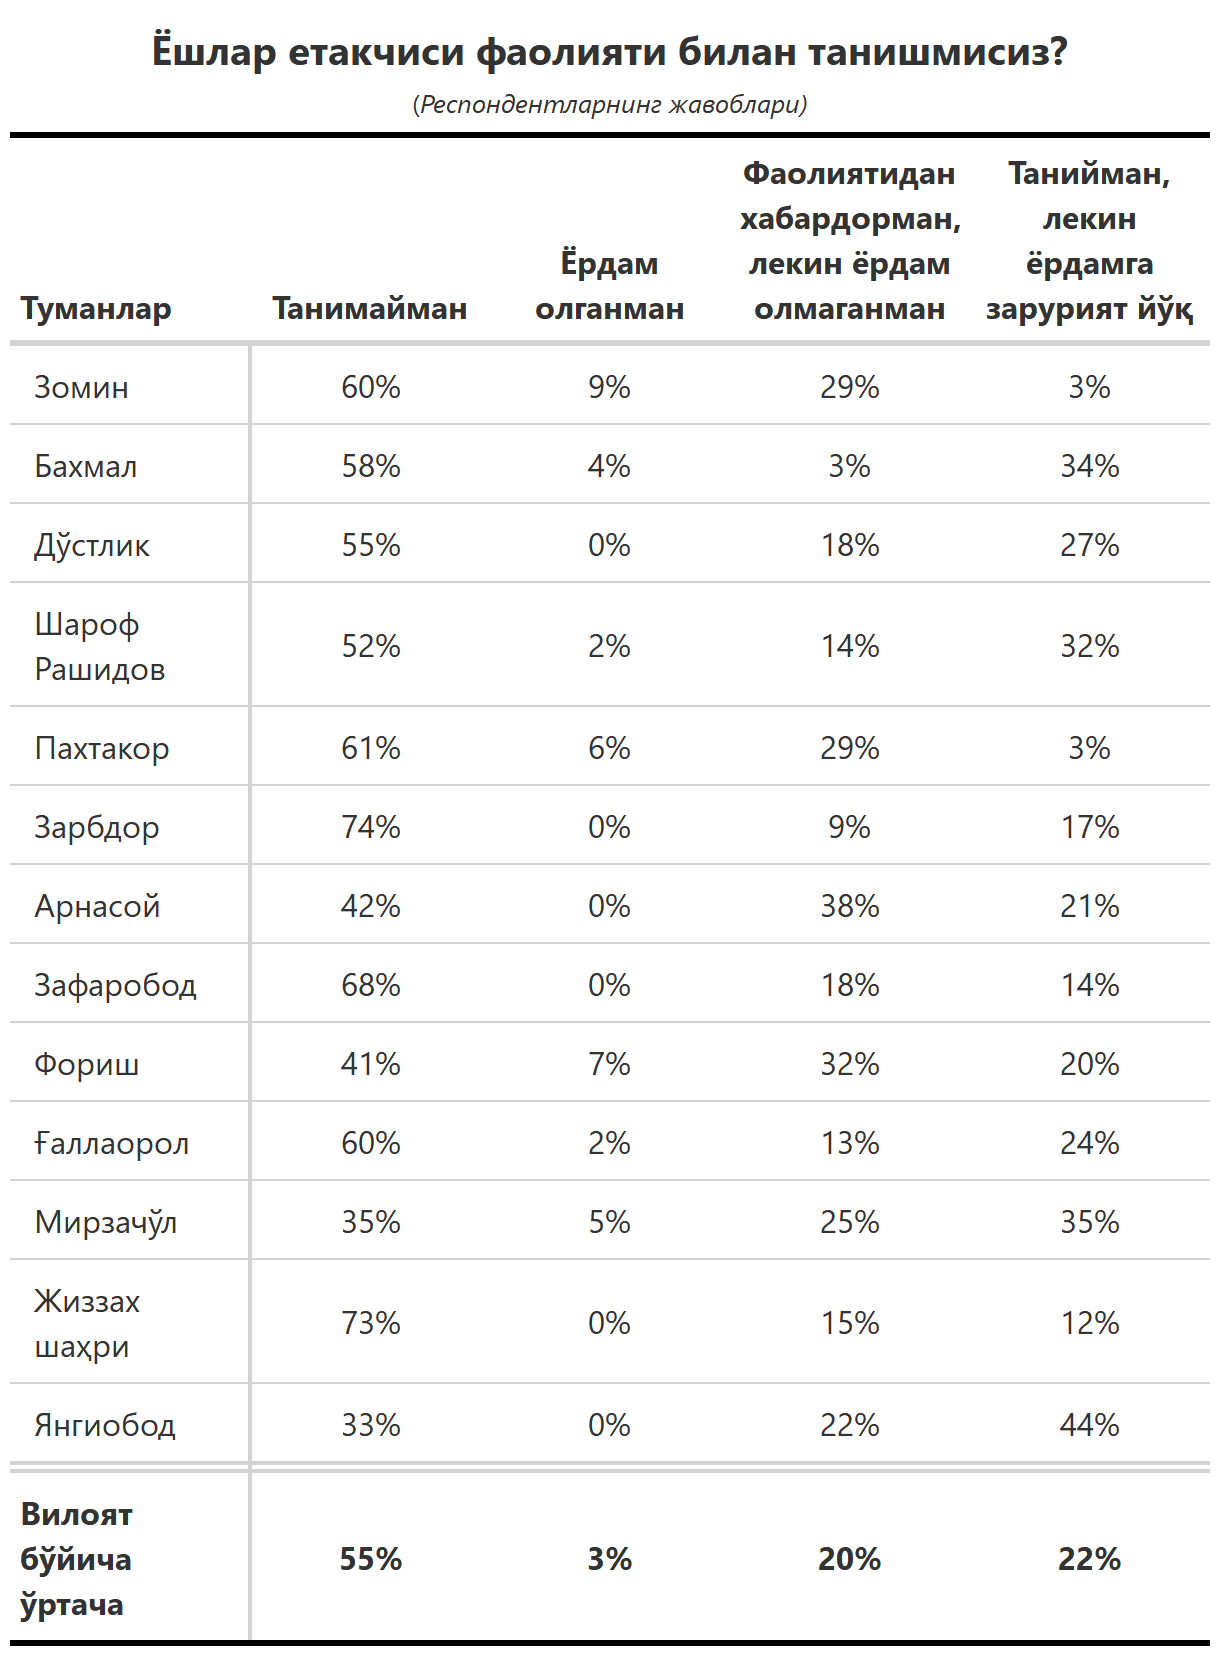 Ёшлар етакчиси фаолияти билан танишмисиз?
(Респондентларнинг жавоблари)
Туманлар Танимайман Ёрдам олганман Фаолиятидан хабардорман, лекин ёрдам олмаганман Танийман, лекин ёрдамга зарурият йўқ
Зомин 60% 9% 29% 3%
Бахмал 58% 4% 3% 34%
Дўстлик 55% 0% 18% 27%
Шароф Рашидов 52% 2% 14% 32%
Пахтакор 61% 6% 29% 3%
Зарбдор 74% 0% 9% 17%
Арнасой 42% 0% 38% 21%
Зафаробод 68% 0% 18% 14%
Фориш 41% 7% 32% 20%
Ғаллаорол 60% 2% 13% 24%
Мирзачўл 35% 5% 25% 35%
Жиззах шаҳри 73% 0% 15% 12%
Янгиобод 33% 0% 22% 44%
Вилоят бўйича ўртача 55% 3% 20% 22%